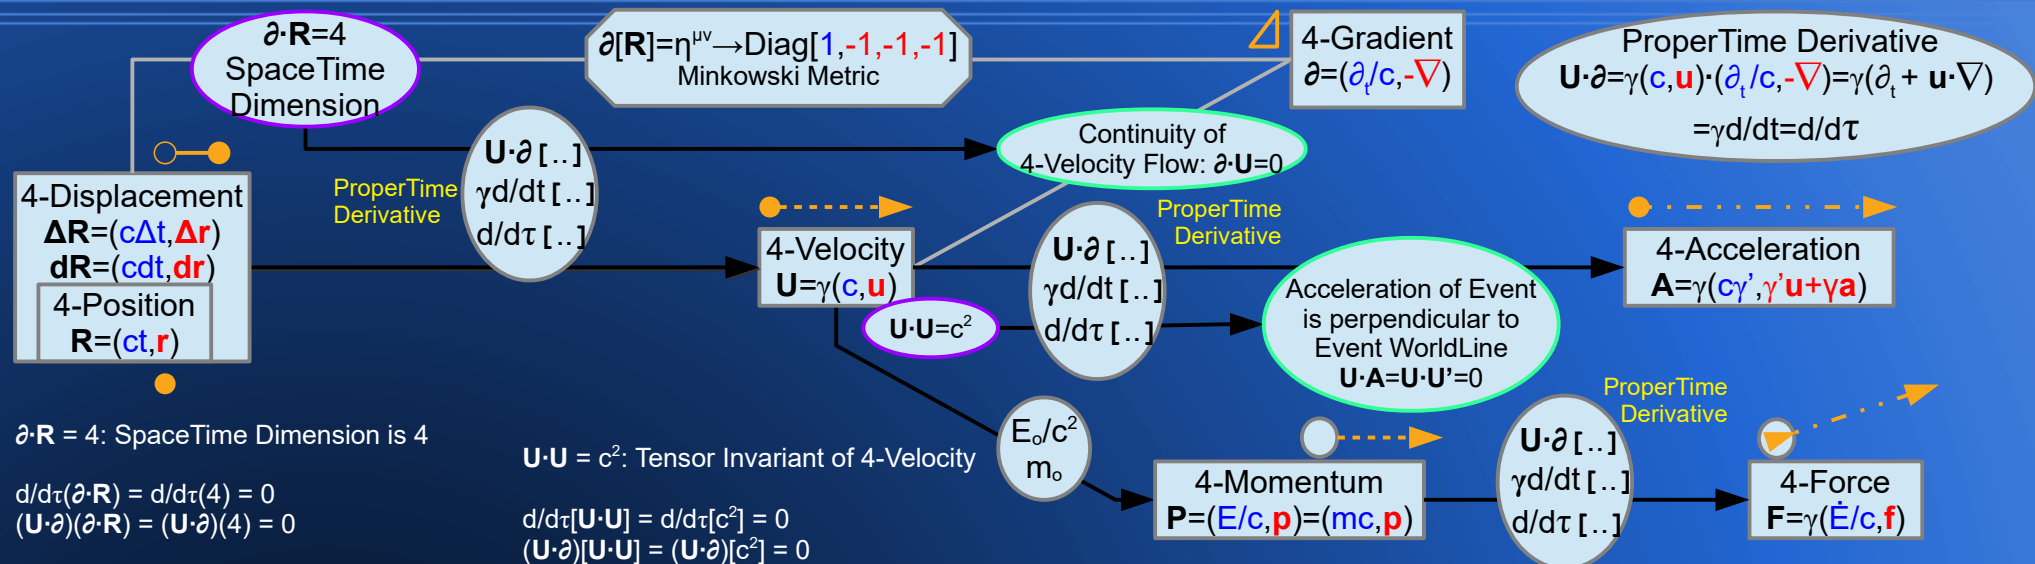 ∂·R=4
SpaceTime
Dimension
∂[R]=η^μν→Diag[1,-1,-1,-1]
Minkowski Metric
4-Gradient
∂=(∂ₜ/c,-∇)
ProperTime Derivative
U·∂=γ(c,u)·(∂ₜ/c,-∇)=γ(∂ₜ + u·∇)
=γd/dt=d/dτ
4-Displacement
ΔR=(cΔt,Δr)
dR=(cdt,dr)
4-Position
R=(ct,r)
ProperTime
Derivative
U·∂ [..]
γd/dt [..]
d/dτ [..]
Continuity of
4-Velocity Flow: ∂·U=0
4-Velocity
U=γ(c,u)
U·U=c²
ProperTime
Derivative
U·∂ [..]
γd/dt [..]
d/dτ [..]
Acceleration of Event
is perpendicular to
Event WorldLine
U·A=U·U’=0
4-Acceleration
A=γ(cγ’,γ’u+γa)
Eₒ/c²
mₒ
4-Momentum
P=(E/c,p)=(mc,p)
ProperTime
Derivative
U·∂ [..]
γd/dt [..]
d/dτ [..]
4-Force
F=γ(Ė/c,f)
∂·R = 4: SpaceTime Dimension is 4
d/dτ(∂·R) = d/dτ(4) = 0
(U·∂)(∂·R) = (U·∂)(4) = 0
U·U = c²: Tensor Invariant of 4-Velocity
d/dτ[U·U] = d/dτ[c²] = 0
(U·∂)[U·U] = (U·∂)[c²] = 0